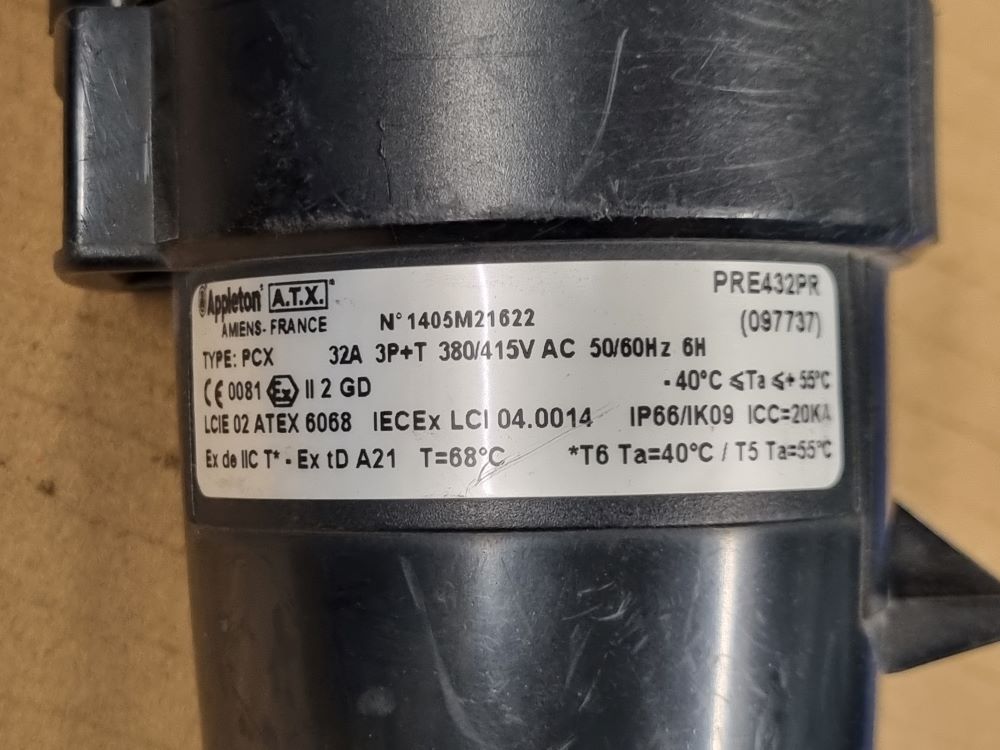 Appleton A.T.X. PRE432PR
AMIENS-FRANCE N° 1405M21622 (097737)
TYPE: PCX 32A 3P+T 380/415V AC 50/60Hz 6H
CE 0081 Ex II 2 GD -40°C ⩽Ta⩽+55°C
LCIE 02 ATEX 6068 IECEx LCI 04.0014 IP66/IK09 ICC=20KA
Ex de IIC T* - Ex tD A21 T=68°C *T6 Ta=40°C / T5 Ta=55°C